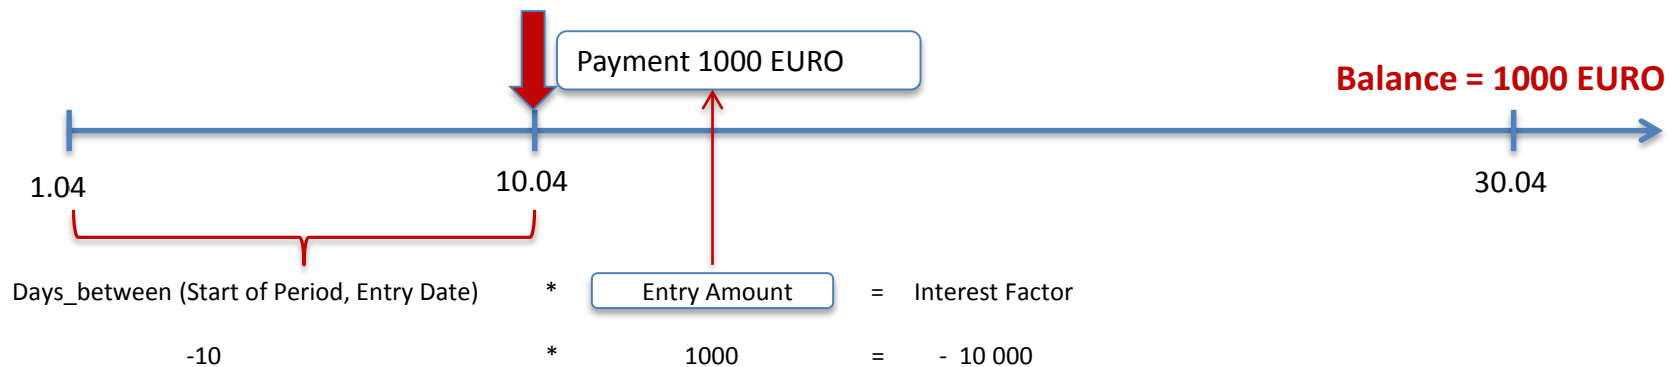 Payment 1000 EURO
Balance = 1000 EURO
1.04 10.04 30.04
Days_between (Start of Period, Entry Date) * Entry Amount = Interest Factor
-10 * 1000 = - 10 000